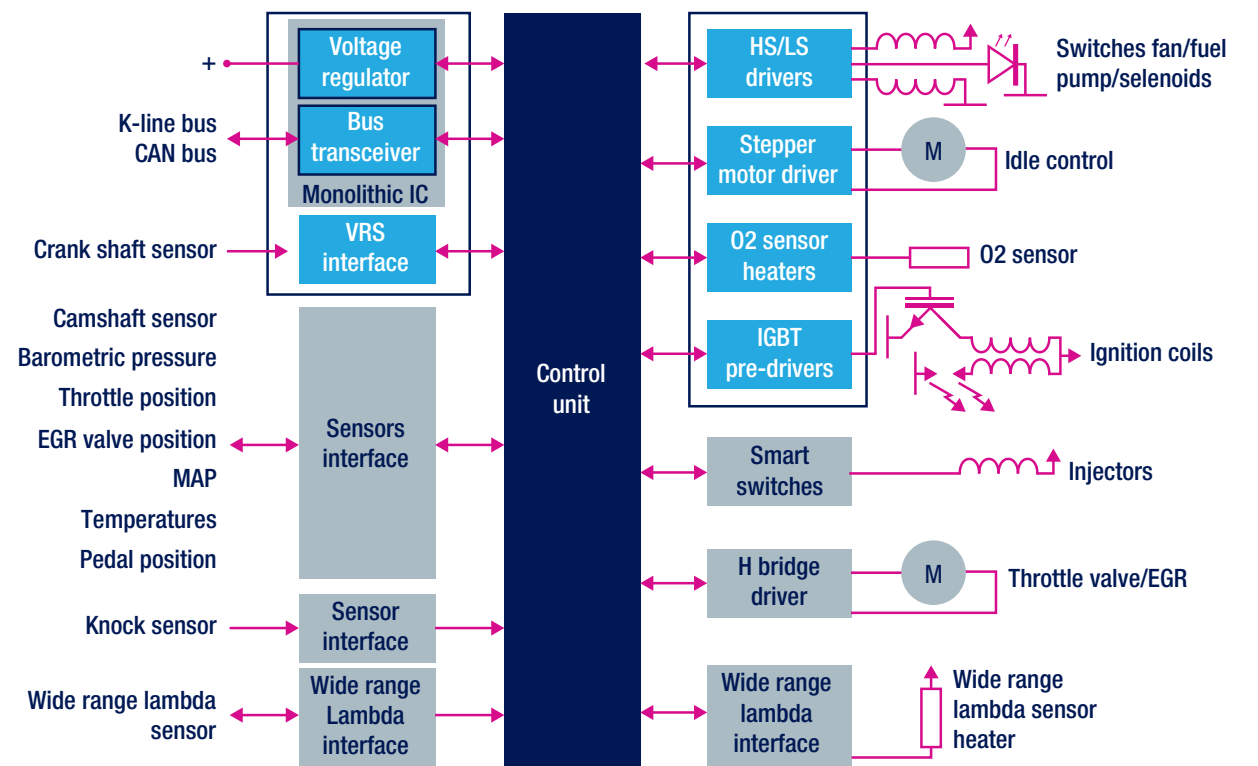 +
Voltage
regulator
K-line bus
CAN bus
Bus
transceiver
Monolithic IC
Crank shaft sensor
VRS
interface
Camshaft sensor
Barometric pressure
Throttle position
EGR valve position
MAP
Temperatures
Pedal position
Sensors
interface
Knock sensor
Sensor
interface
Wide range lambda
sensor
Wide range
Lambda
interface
Control
unit
HS/LS
drivers
Switches fan/fuel
pump/selenoids
Stepper
motor driver
M
Idle control
O2 sensor
heaters
O2 sensor
IGBT
pre-drivers
Ignition coils
Smart
switches
Injectors
H bridge
driver
M
Throttle valve/EGR
Wide range
lambda
interface
Wide range
lambda sensor
heater